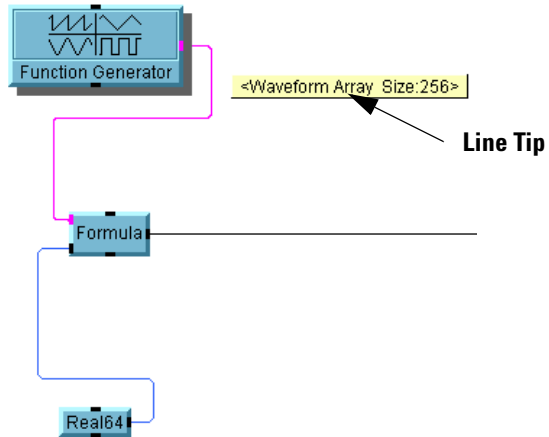 Function Generator
<Waveform Array Size:256>
Line Tip
Formula
Real64